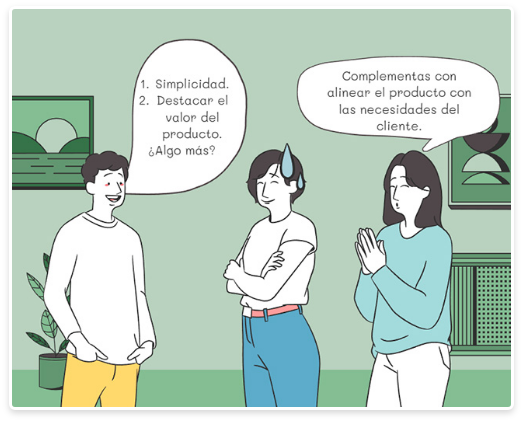 1. Simplicidad.
2. Destacar el
valor del
producto.
¿Algo más?
Complementas con
alinear el producto con
las necesidades del
cliente.